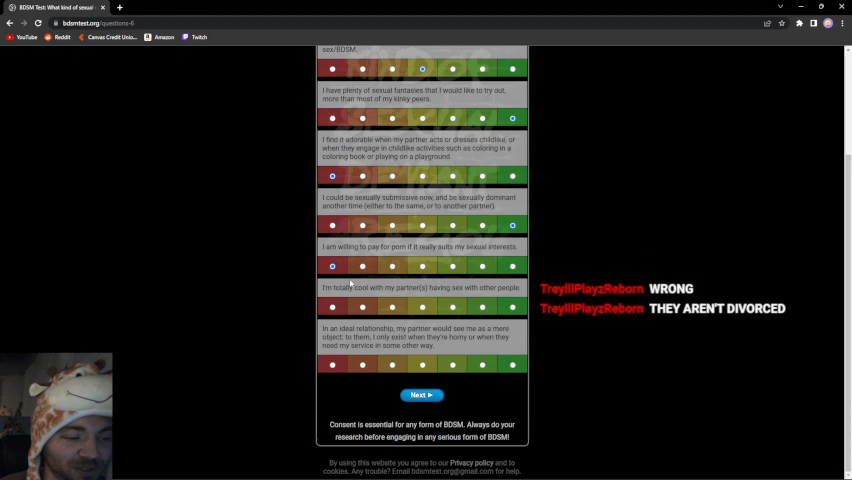 BDSM Test: What kind of sexual
bdsmtest.org/questions-6
YouTube Reddit Canvas Credit Unio... Amazon Twitch
sex/BDSM.
I have plenty of sexual fantasies that I would like to try out,
more than most of my kinky peers.
I find it adorable when my partner acts or dresses childlike, or
when they engage in childlike activities such as coloring in a
coloring book or playing on a playground.
I could be sexually submissive now, and be sexually dominant
another time (either to the same, or to another partner).
I am willing to pay for porn if it really suits my sexual interests.
I'm totally cool with my partner(s) having sex with other people.
In an ideal relationship, my partner would see me as a mere
object: to them, I only exist when they're horny or when they
need my service in some other way.
Next
Consent is essential for any form of BDSM. Always do your
research before engaging in any serious form of BDSM!
By using this website you agree to our Privacy policy and to
cookies. Any trouble? Email bdsmtest.org@gmail.com for help.
TreylilPlayzReborn WRONG
TreylilPlayzReborn THEY AREN'T DIVORCED